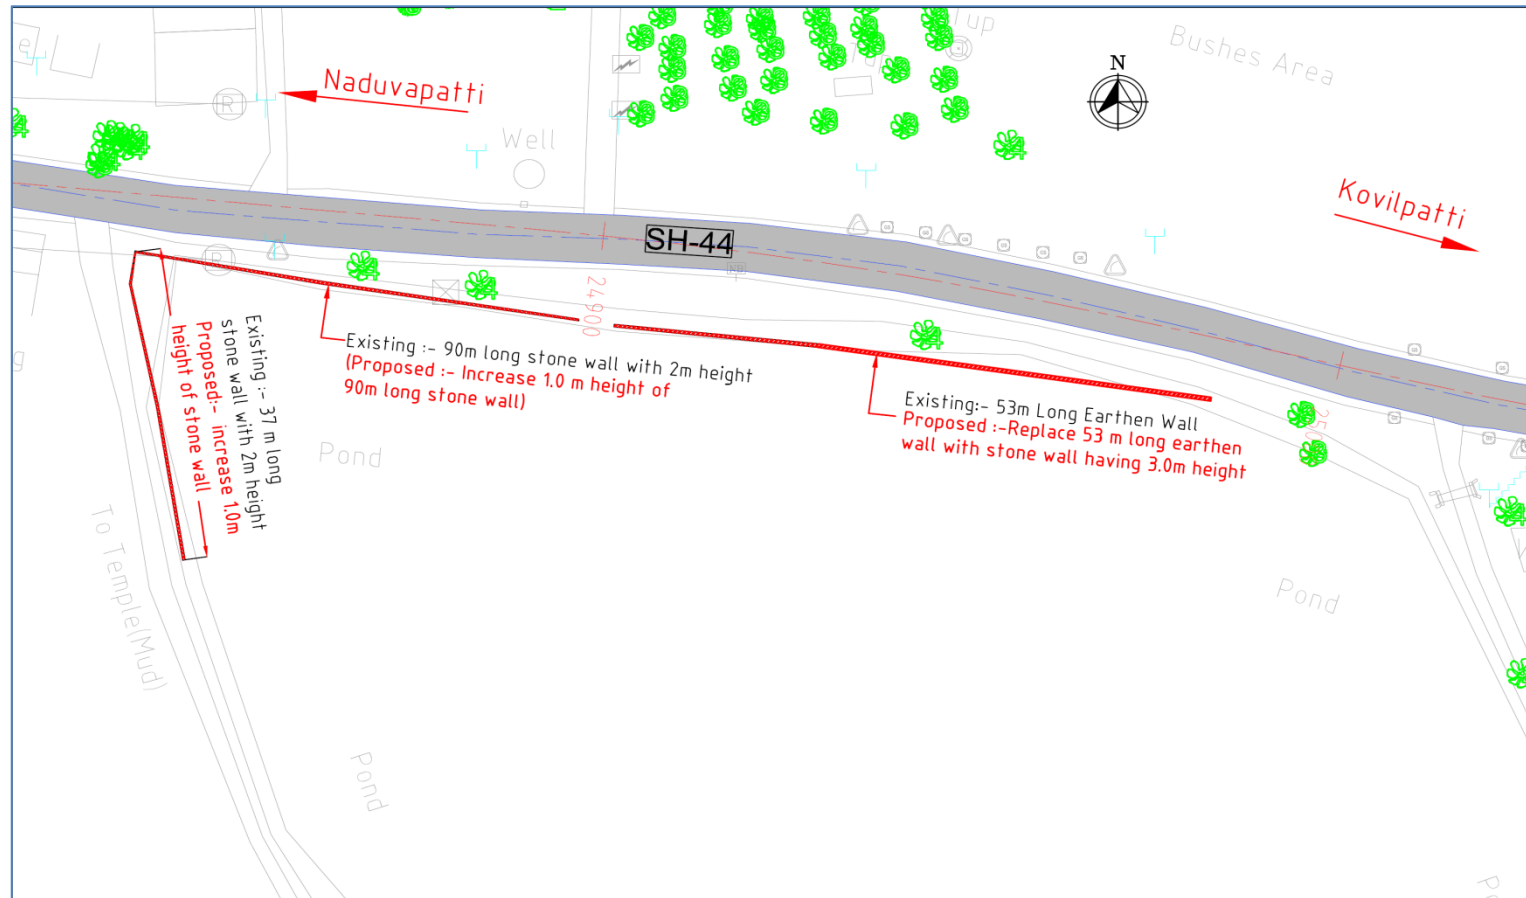 Tup
Bushes Area
N
Naduvapatti
R
Well
Kovilpatti
SH-44
R
24900
Existing :- 90m long stone wall with 2m height
(Proposed :- Increase 1.0 m height of
90m long stone wall)
Existing :- 37 m long
stone wall with 2m height
Proposed:- increase 1.0m
height of stone wall
Existing:- 53m Long Earthen Wall
Proposed :-Replace 53 m long earthen
wall with stone wall having 3.0m height
Pond
To Temple(Mud)
Pond
Pond